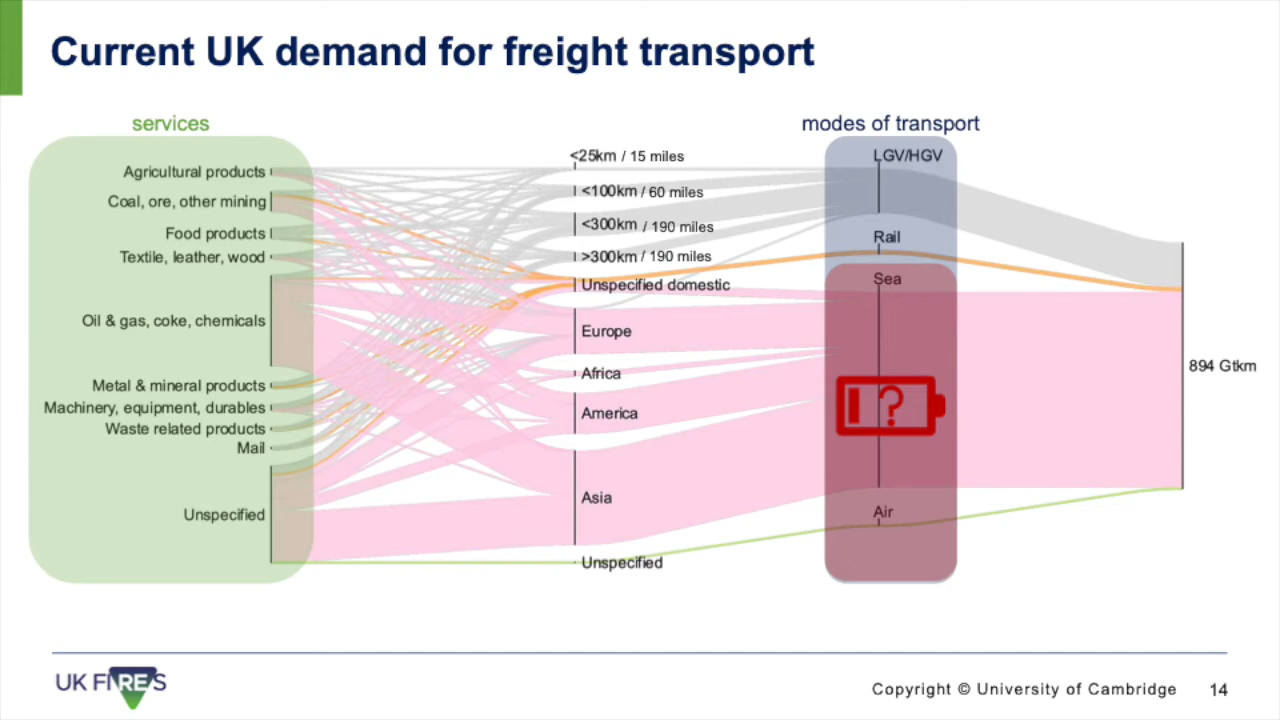 Current UK demand for freight transport
services
modes of transport
Agricultural products
Coal, ore, other mining
Food products
Textile, leather, wood
Oil & gas, coke, chemicals
Metal & mineral products
Machinery, equipment, durables
Waste related products
Mail
Unspecified
<25km / 15 miles
<100km / 60 miles
<300km / 190 miles
>300km / 190 miles
Unspecified domestic
Europe
Africa
America
Asia
Unspecified
LGV/HGV
Rail
Sea
?
Air
894 Gtkm
UK FIRES
Copyright © University of Cambridge
14